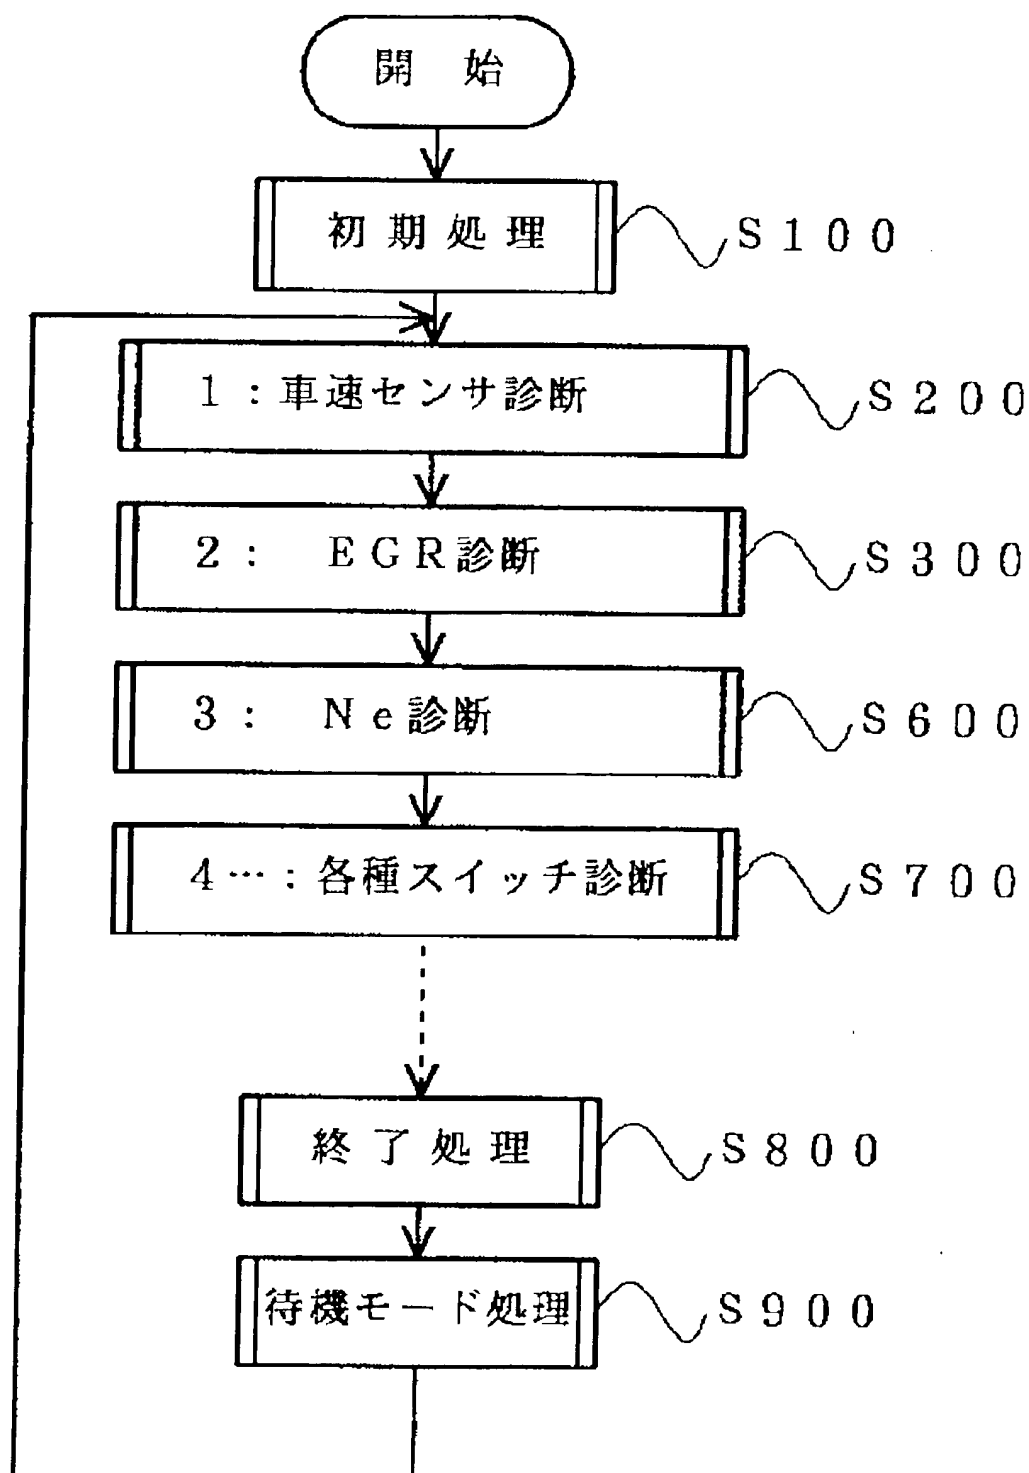 開 始
初期処理 S100
1:車速センサ診断 S200
2: EGR診断 S300
3: Ne診断 S600
4…:各種スイッチ診断 S700
終了処理 S800
待機モード処理 S900